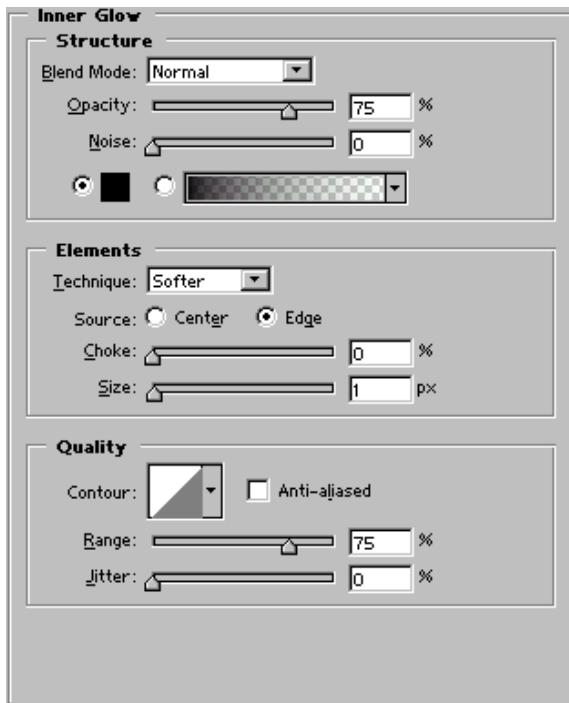 Inner Glow
Structure
Blend Mode: Normal
Opacity: 75 %
Noise: 0 %
Elements
Technique: Softer
Source: Center Edge
Choke: 0 %
Size: 1 px
Quality
Contour: Anti-aliased
Range: 75 %
Jitter: 0 %